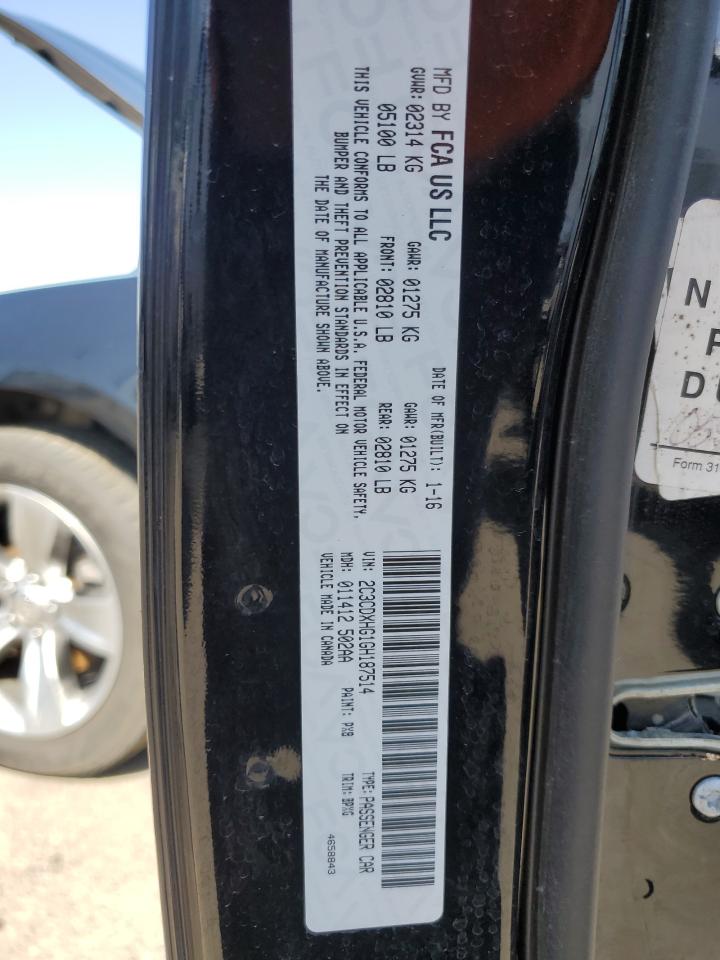 MFD BY FCA US LLC DATE OF MFR(BUILT): 1-16
GVWR: 02314 KG GAWR: 01275 KG GAWR: 01275 KG
05100 LB FRONT: 02810 LB REAR: 02810 LB
THIS VEHICLE CONFORMS TO ALL APPLICABLE U.S.A. FEDERAL MOTOR VEHICLE SAFETY,
BUMPER AND THEFT PREVENTION STANDARDS IN EFFECT ON
THE DATE OF MANUFACTURE SHOWN ABOVE.
VIN: 2C3CDXHG1GH187514 TYPE: PASSENGER CAR
MDH: 011412 502AA PAINT: PX8 TRIM: BPXG
VEHICLE MADE IN CANADA 4658843
N
D
Form 31